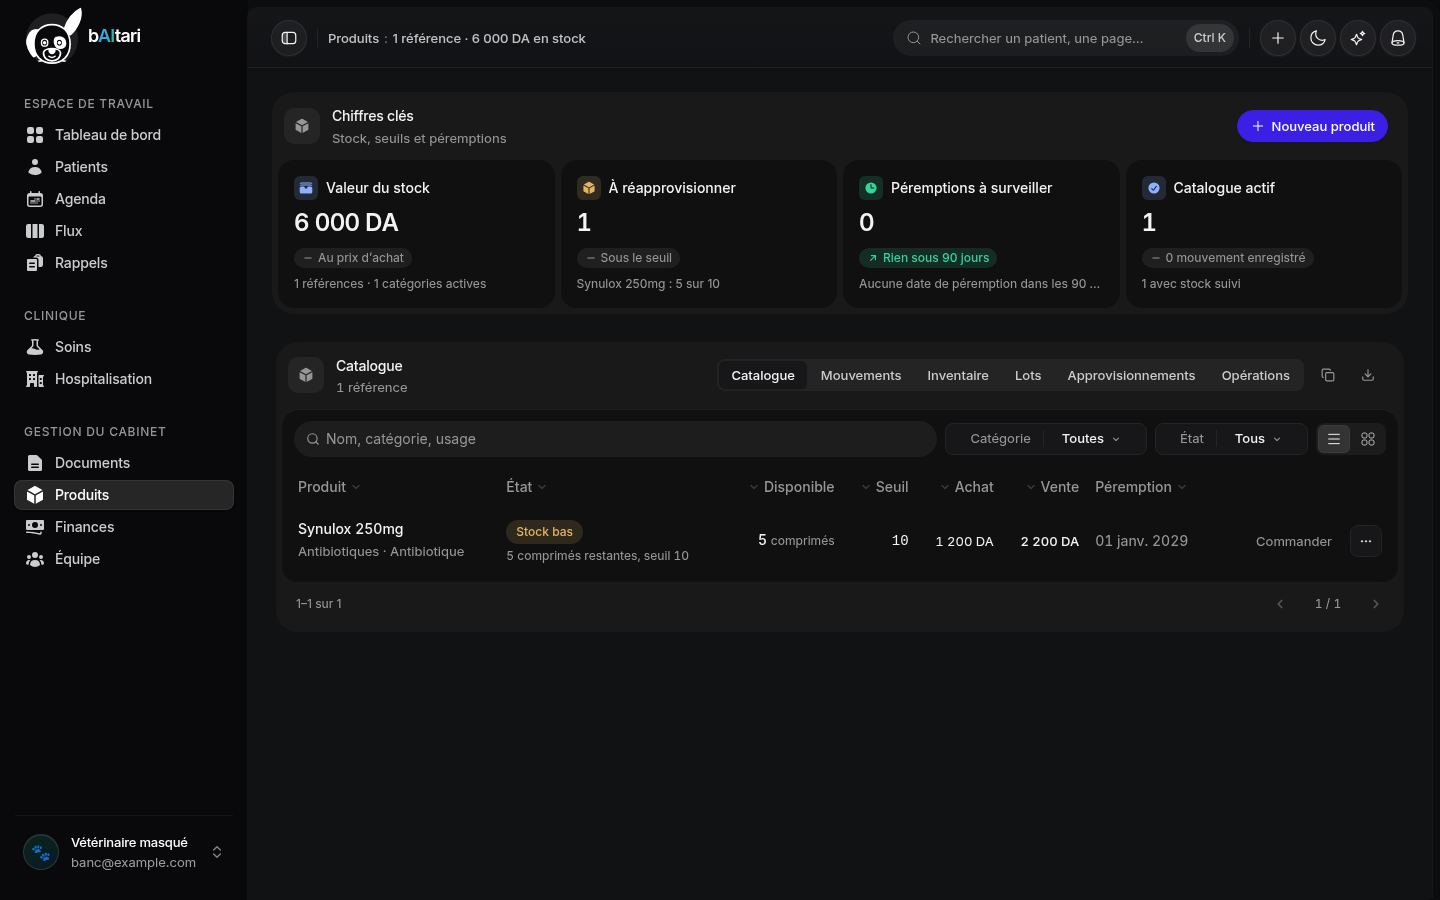 bAItari
Produits : 1 référence · 6 000 DA en stock
Rechercher un patient, une page...
Ctrl K
ESPACE DE TRAVAIL
Tableau de bord
Patients
Agenda
Flux
Rappels
CLINIQUE
Soins
Hospitalisation
GESTION DU CABINET
Documents
Produits
Finances
Équipe
Vétérinaire masqué
banc@example.com
Chiffres clés
Stock, seuils et péremptions
Nouveau produit
Valeur du stock
6 000 DA
Au prix d'achat
1 références · 1 catégories actives
À réapprovisionner
1
Sous le seuil
Synulox 250mg : 5 sur 10
Péremptions à surveiller
0
Rien sous 90 jours
Aucune date de péremption dans les 90 ...
Catalogue actif
1
0 mouvement enregistré
1 avec stock suivi
Catalogue
1 référence
Catalogue Mouvements Inventaire Lots Approvisionnements Opérations
Nom, catégorie, usage
Catégorie Toutes
État Tous
Produit État Disponible Seuil Achat Vente Péremption
Synulox 250mg
Antibiotiques · Antibiotique
Stock bas
5 comprimés restantes, seuil 10
5 comprimés 10 1 200 DA 2 200 DA 01 janv. 2029 Commander
1–1 sur 1
1 / 1